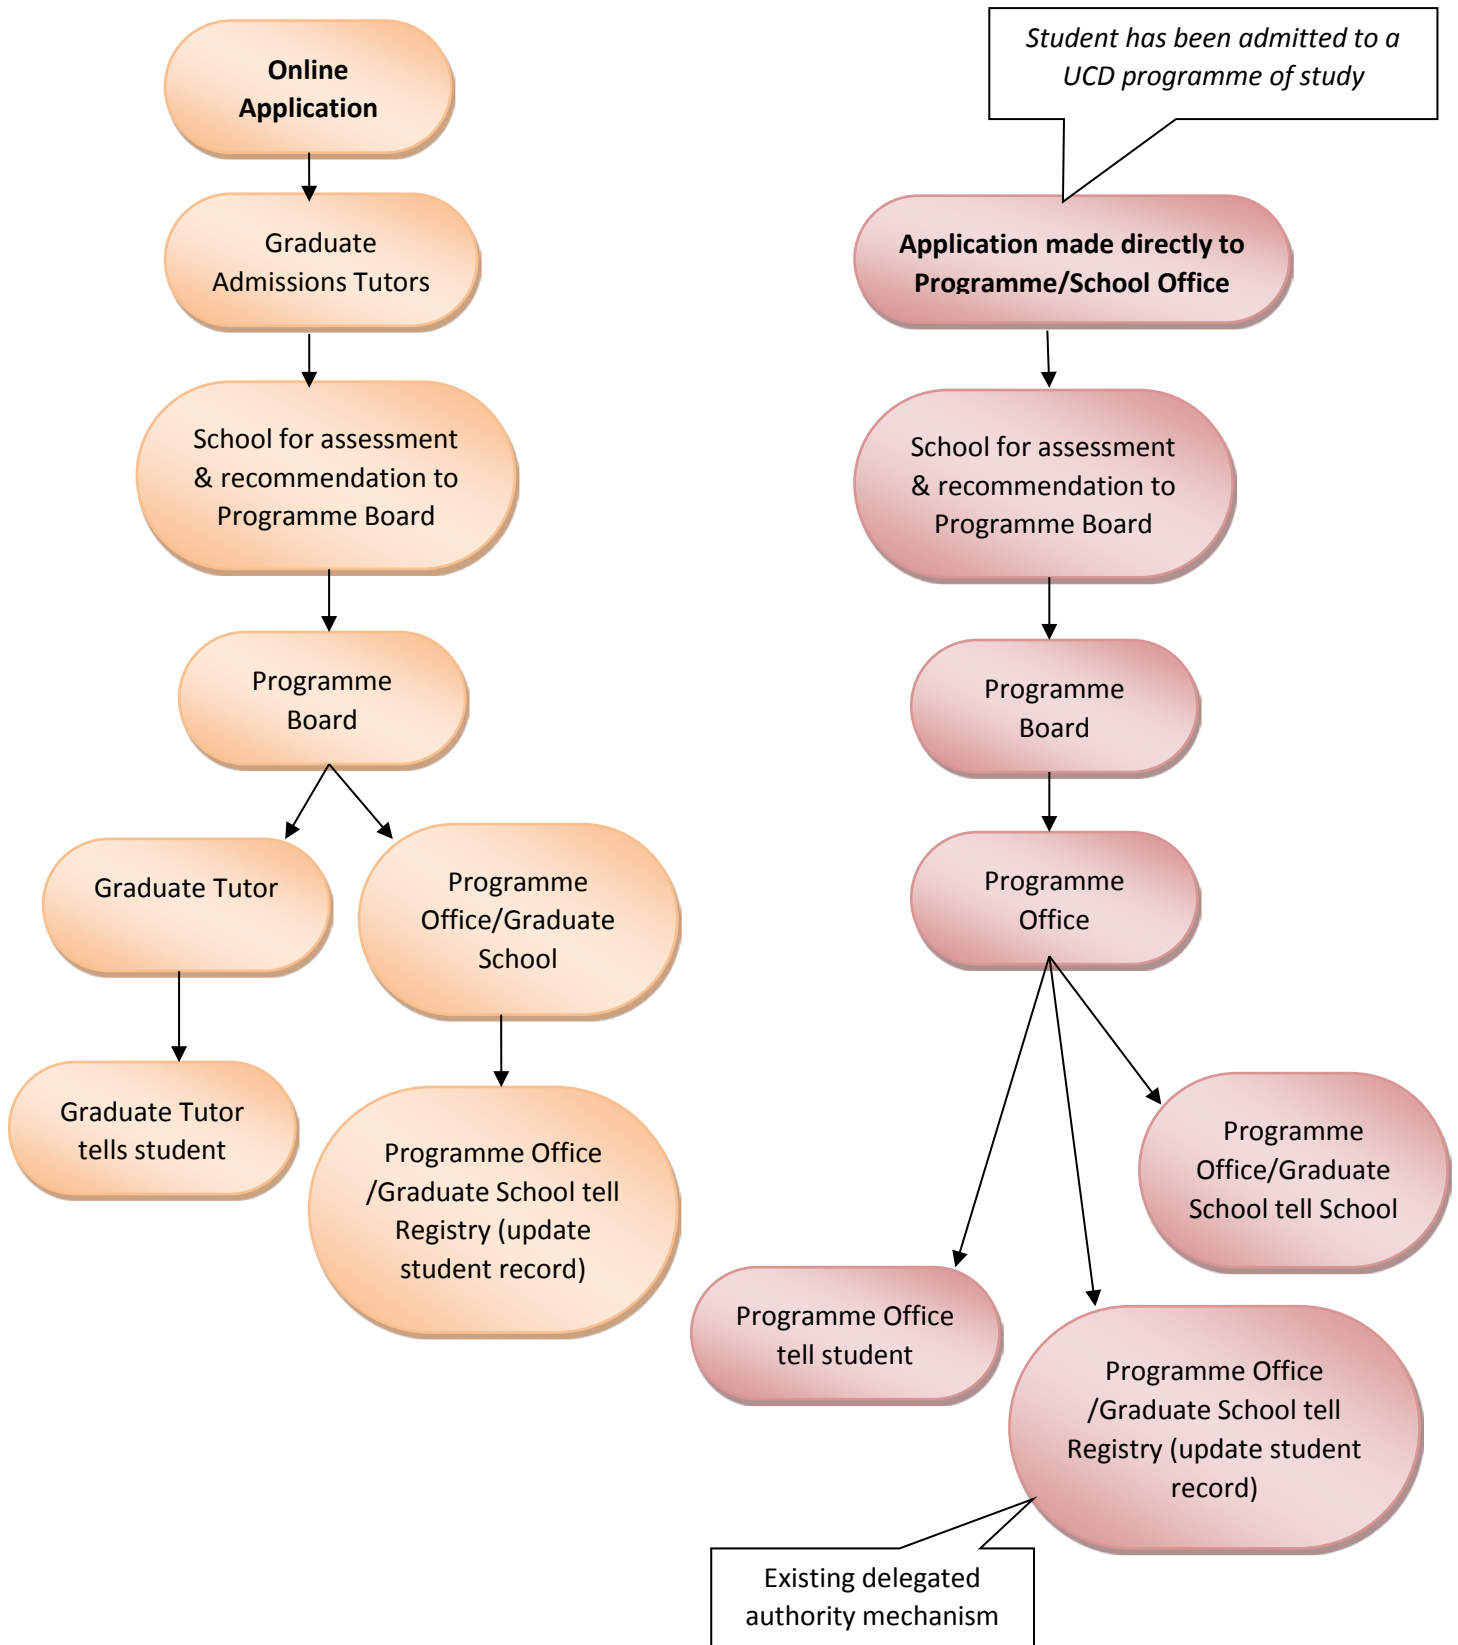 Online
Application
Graduate
Admissions Tutors
School for assessment
& recommendation to
Programme Board
Programme
Board
Graduate Tutor
Programme
Office/Graduate
School
Graduate Tutor
tells student
Programme Office
/Graduate School tell
Registry (update
student record)
Student has been admitted to a
UCD programme of study
Application made directly to
Programme/School Office
School for assessment
& recommendation to
Programme Board
Programme
Board
Programme
Office
Programme
Office/Graduate
School tell School
Programme Office
tell student
Programme Office
/Graduate School tell
Registry (update student
record)
Existing delegated
authority mechanism